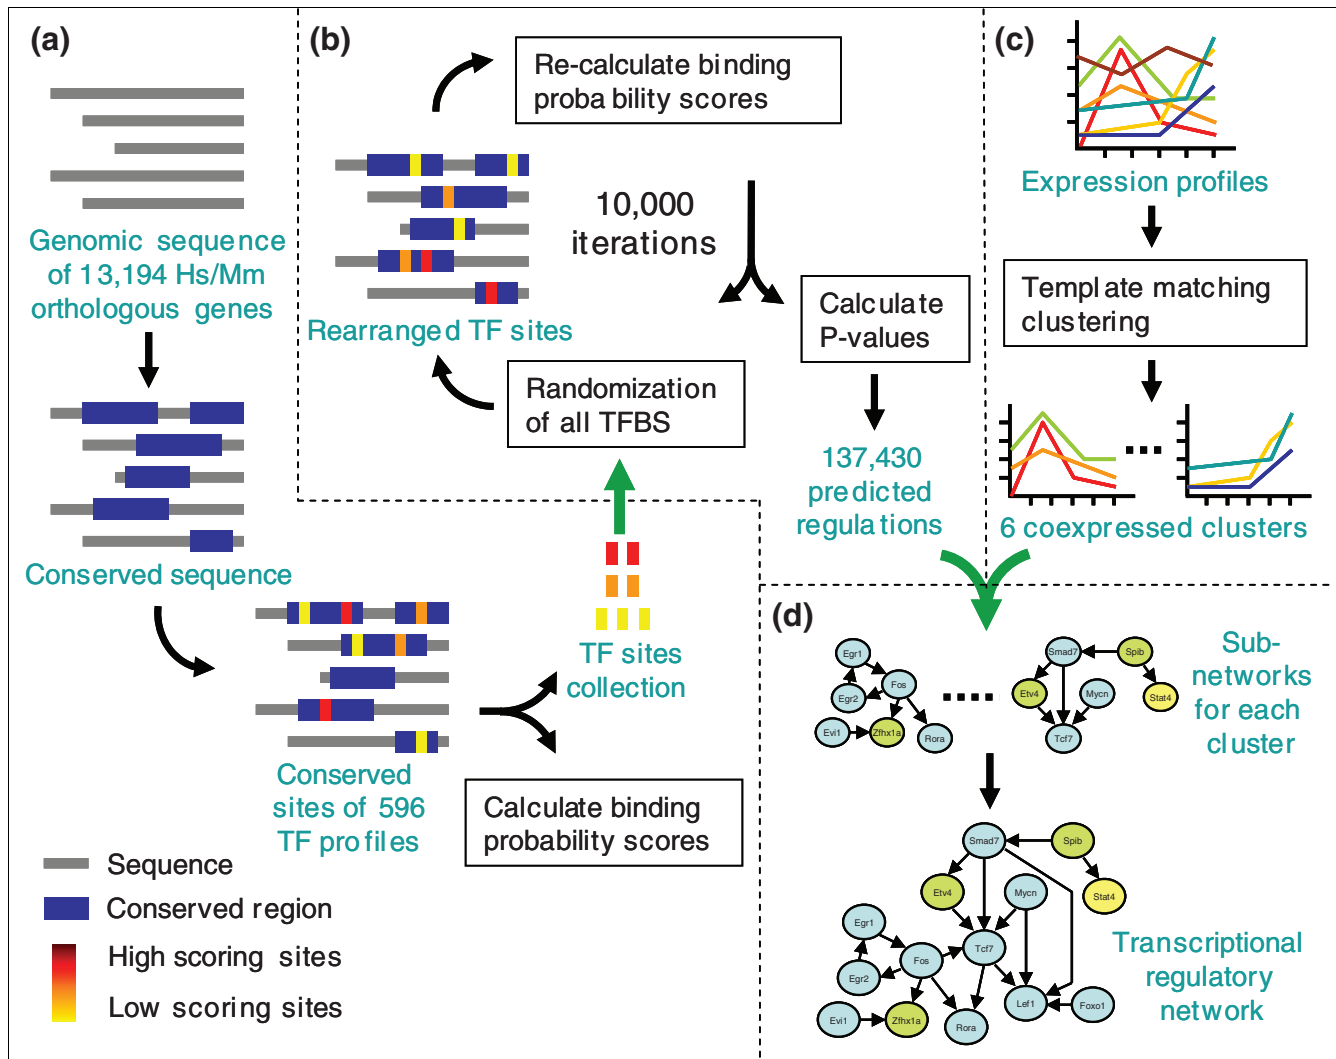 (a)
Genomic sequence
of 13,194 Hs/Mm
orthologous genes
Conserved sequence
Conserved
sites of 596
TF profiles
TF sites
collection
Calculate binding
probability scores
Sequence
Conserved region
High scoring sites
Low scoring sites
(b)
Re-calculate binding
probability scores
10,000
iterations
Rearranged TF sites
Randomization
of all TFBS
Calculate
P-values
137,430
predicted
regulations
(c)
Expression profiles
Template matching
clustering
6 coexpressed clusters
(d)
Egr1
Fos
Egr2
Evi1
Zfhx1a
Rora
Smad7
Spib
Etv4
Mycn
Stat4
Tcf7
Sub-
networks
for each
cluster
Smad7
Spib
Etv4
Mycn
Stat4
Egr1
Tcf7
Fos
Egr2
Lef1
Foxo1
Evi1
Zfhx1a
Rora
Transcriptional
regulatory
network